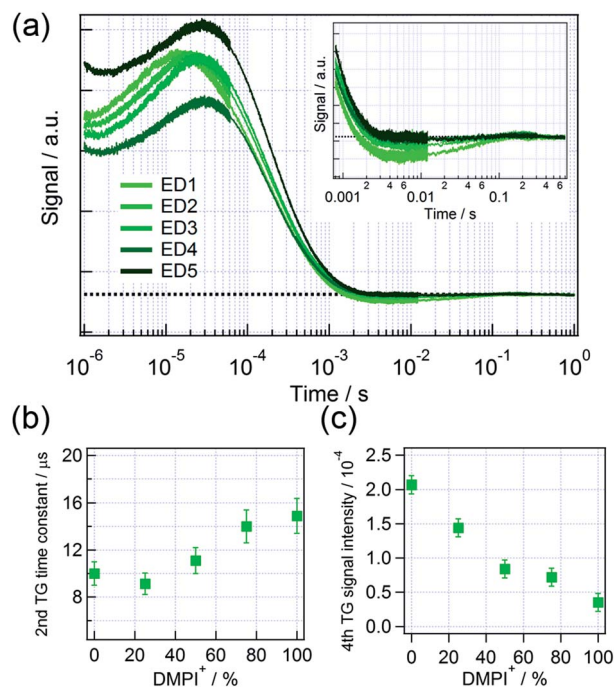 (a)
Signal / a.u.
ED1
ED2
ED3
ED4
ED5
10⁻⁶ 10⁻⁵ 10⁻⁴ 10⁻³ 10⁻² 10⁻¹ 10⁰
Time / s
Signal / a.u.
0.001 2 4 6 0.01 2 4 6 0.1 2 4 6
Time / s
(b)
2nd TG time constant / μs
20
16
12
8
0 20 40 60 80 100
DMPI⁺ / %
(c)
4th TG signal intensity / 10⁻⁴
2.5
2.0
1.5
1.0
0.5
0.0
0 20 40 60 80 100
DMPI⁺ / %